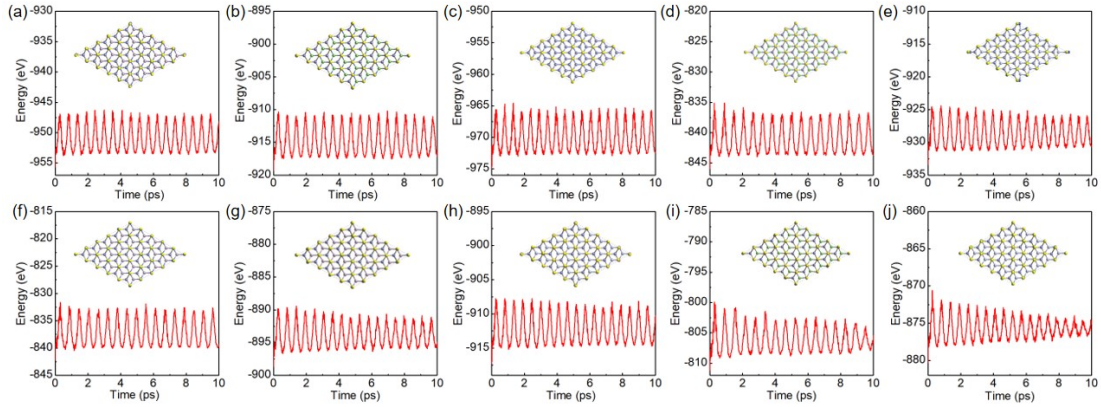 (a) -930 (b) -895 (c) -950 (d) -820 (e) -910
Energy (eV) -935 -940 -945 -950 -955
Energy (eV) -900 -905 -910 -915 -920
Energy (eV) -955 -960 -965 -970 -975
Energy (eV) -825 -830 -835 -840 -845
Energy (eV) -915 -920 -925 -930 -935
0 2 4 6 8 10 0 2 4 6 8 10 0 2 4 6 8 10 0 2 4 6 8 10 0 2 4 6 8 10
Time (ps) Time (ps) Time (ps) Time (ps) Time (ps)
(f) -815 (g) -875 (h) -895 (i) -785 (j) -860
Energy (eV) -820 -825 -830 -835 -840 -845
Energy (eV) -880 -885 -890 -895 -900
Energy (eV) -900 -905 -910 -915
Energy (eV) -790 -795 -800 -805 -810
Energy (eV) -865 -870 -875 -880
0 2 4 6 8 10 0 2 4 6 8 10 0 2 4 6 8 10 0 2 4 6 8 10 0 2 4 6 8 10
Time (ps) Time (ps) Time (ps) Time (ps) Time (ps)